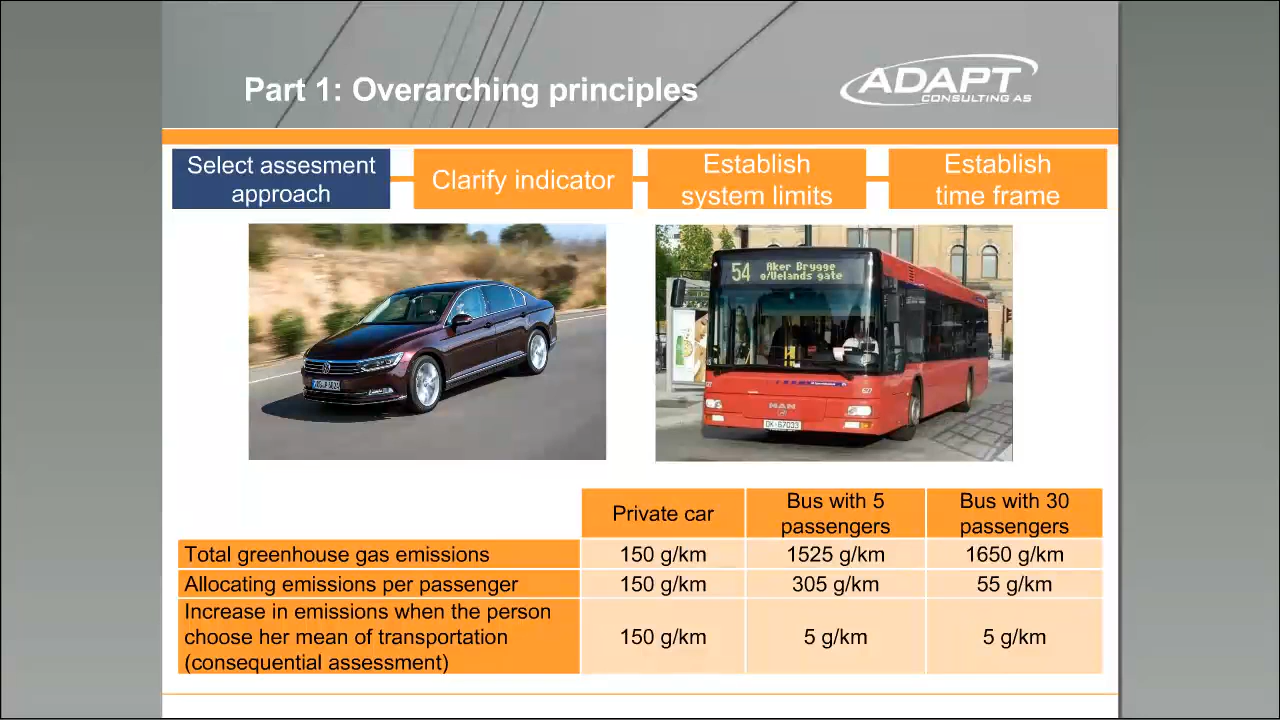 Part 1: Overarching principles
ADAPT
CONSULTING AS
Select assesment
approach
Clarify indicator
Establish
system limits
Establish
time frame
54 Aker Brygge
o/Uelands gate
MAN
Private car
Bus with 5
passengers
Bus with 30
passengers
Total greenhouse gas emissions 150 g/km 1525 g/km 1650 g/km
Allocating emissions per passenger 150 g/km 305 g/km 55 g/km
Increase in emissions when the person
choose her mean of transportation 150 g/km 5 g/km 5 g/km
(consequential assessment)